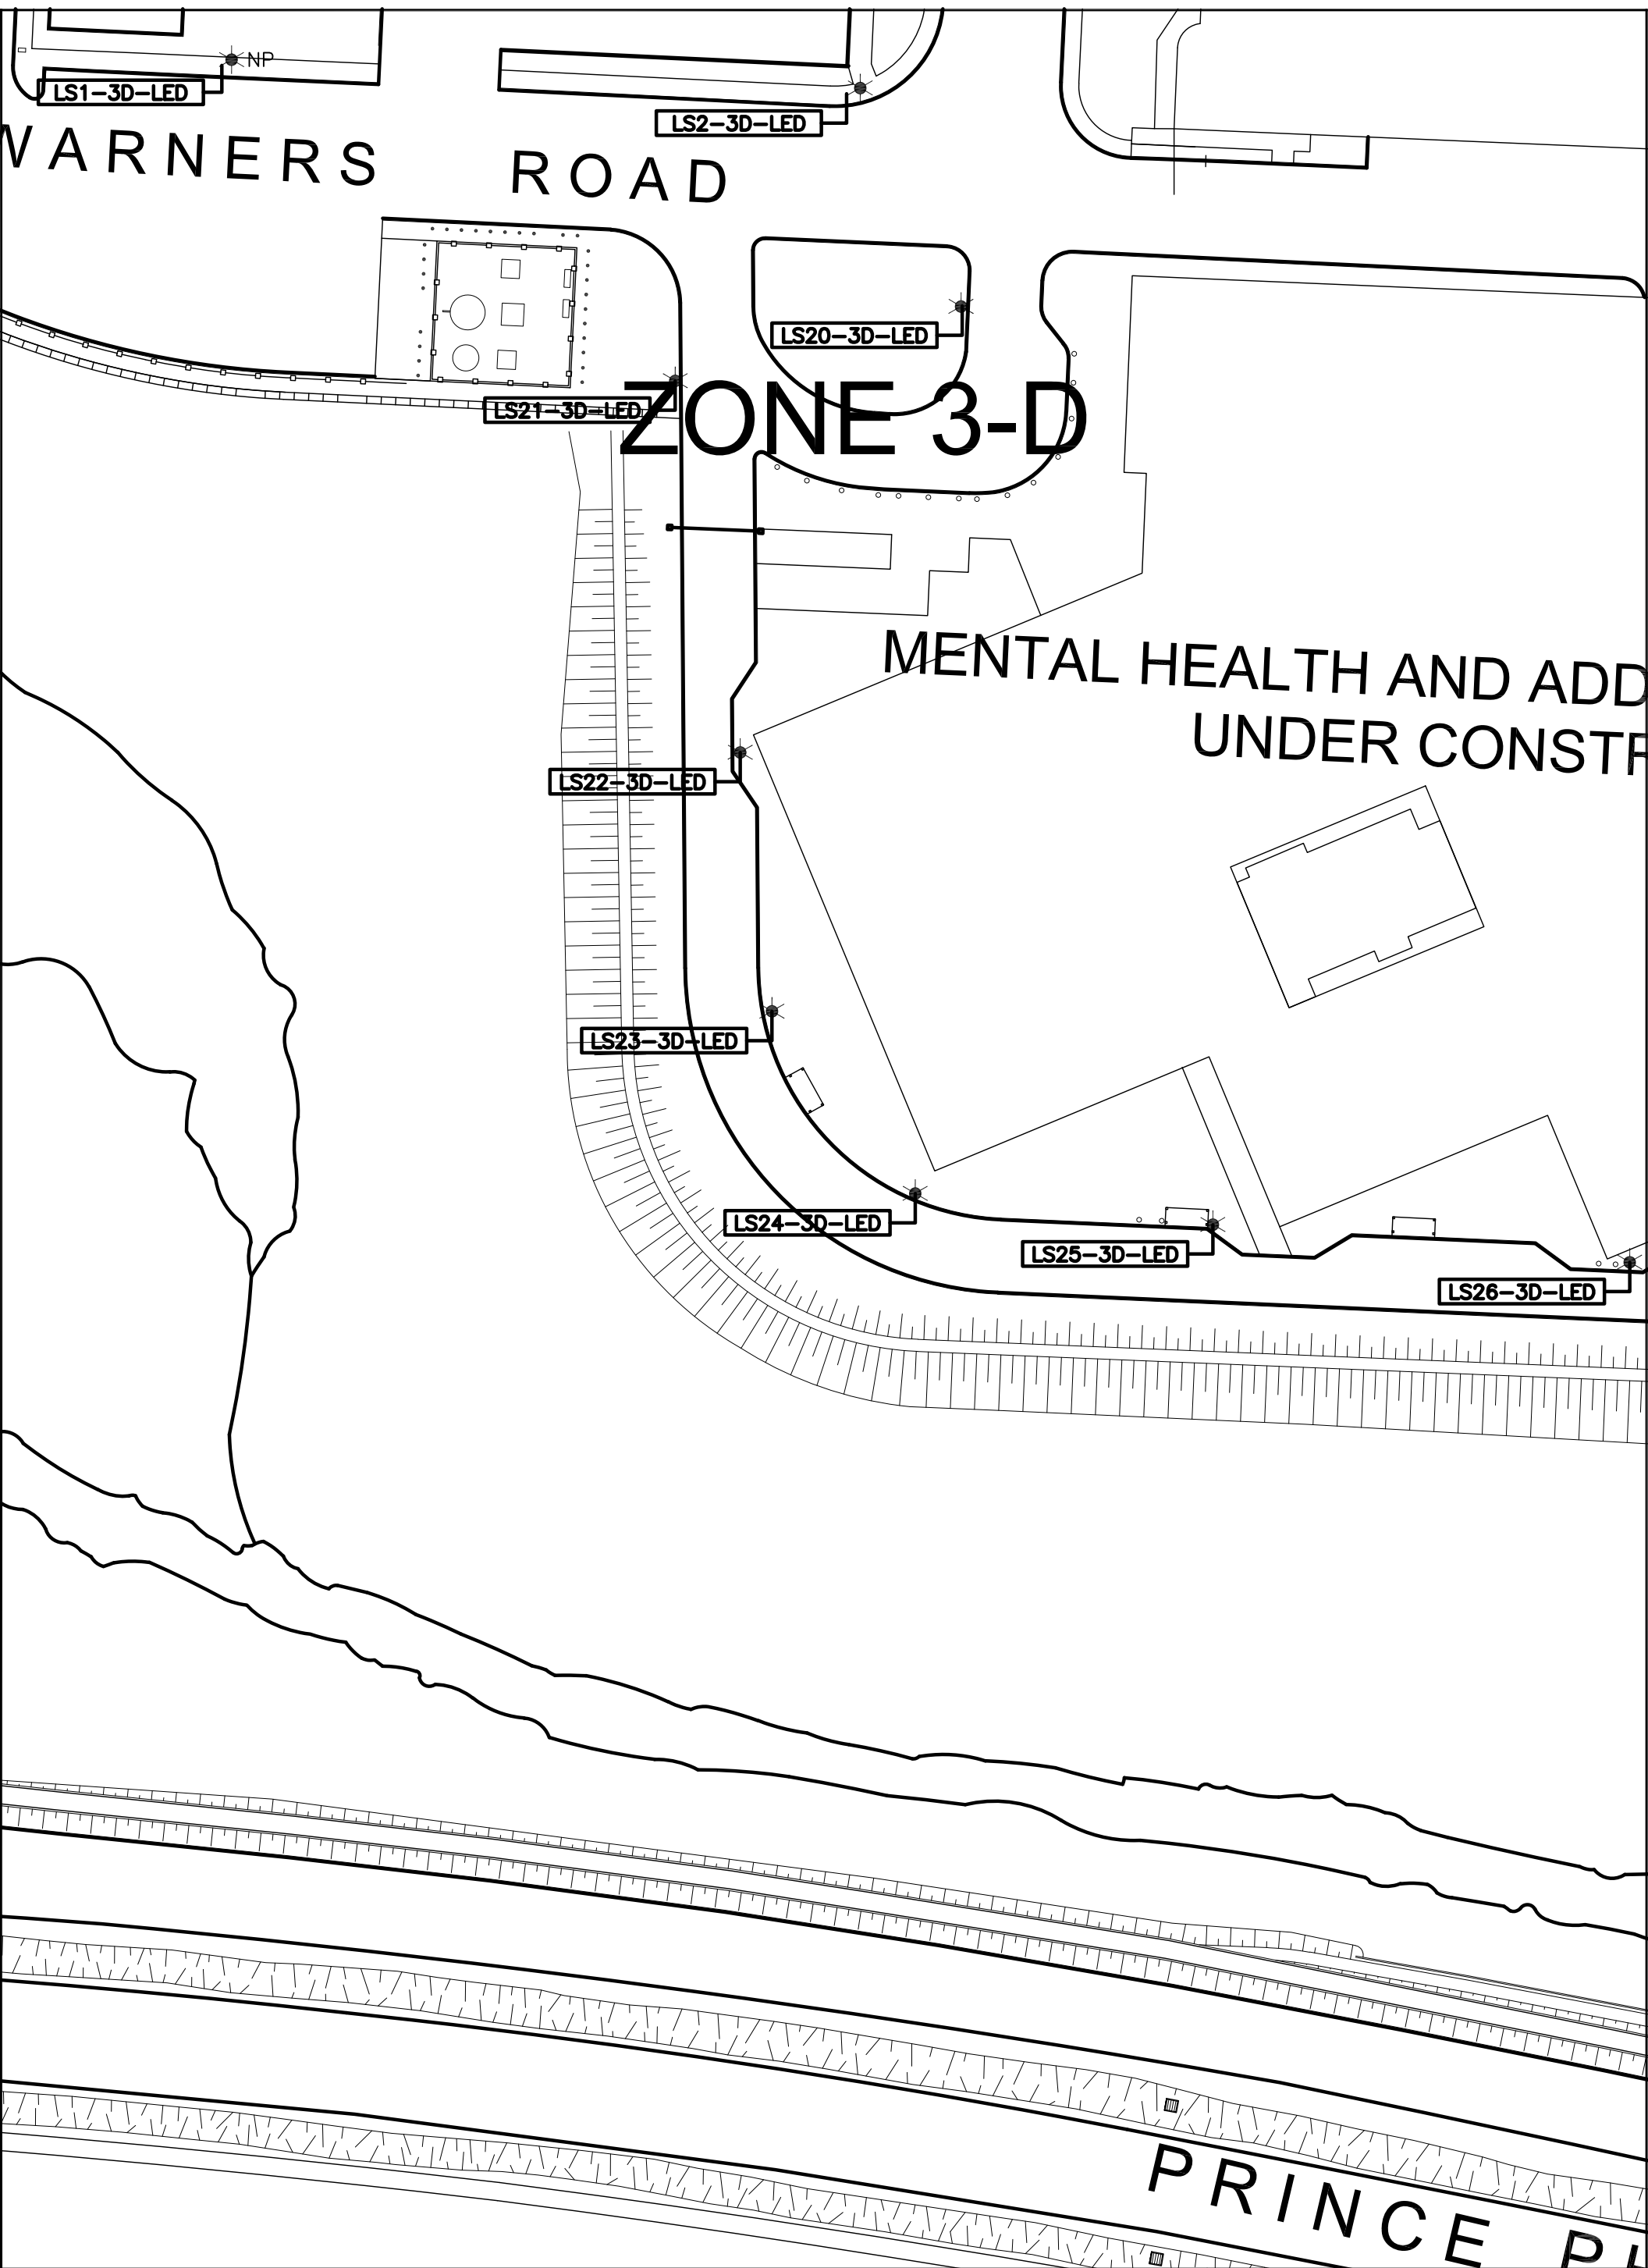 NP
LS1-3D-LED
LS2-3D-LED
WARNERS ROAD
LS20-3D-LED
LS21-3D-LED
ZONE 3-D
MENTAL HEALTH AND ADD
UNDER CONSTR
LS22-3D-LED
LS23-3D-LED
LS24-3D-LED
LS25-3D-LED
LS26-3D-LED
PRINCE P